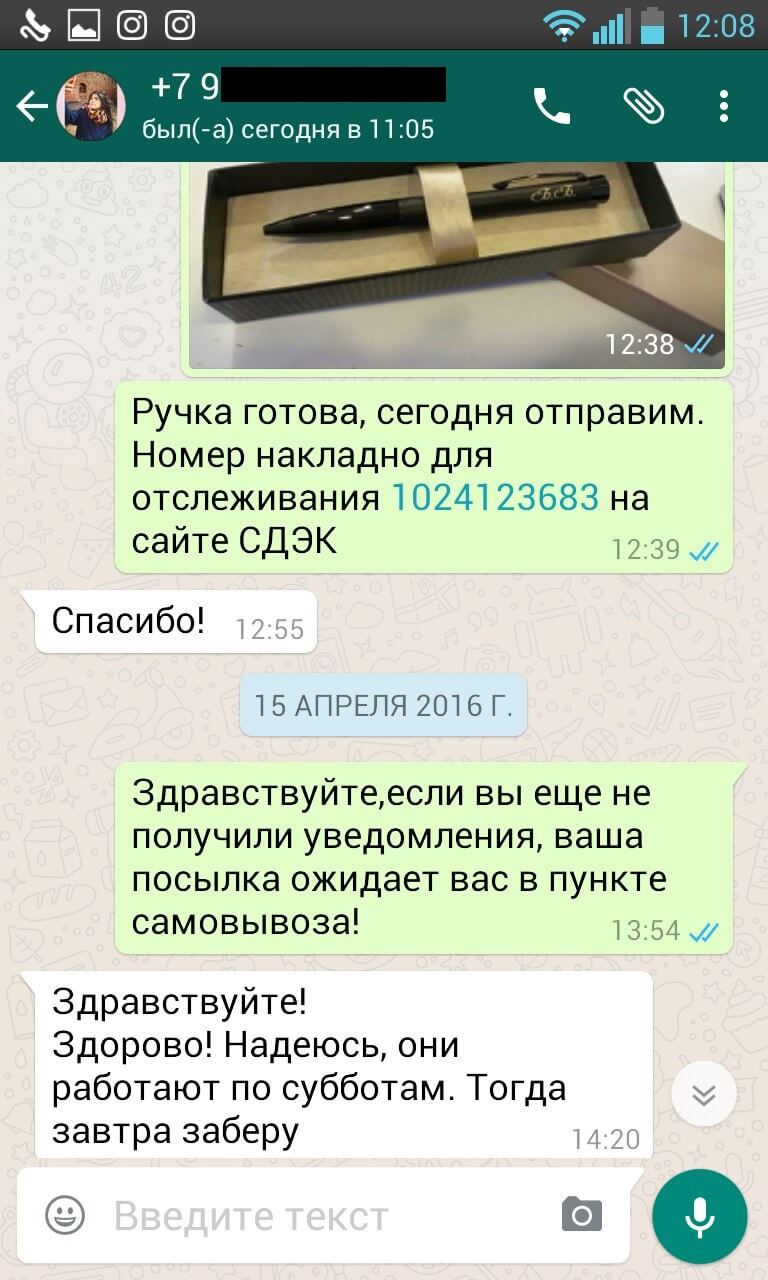 12:08
+7 9
был(-а) сегодня в 11:05
Б.С.Б.
12:38
Ручка готова, сегодня отправим.
Номер накладно для
отслеживания 1024123683 на
сайте СДЭК
12:39
Спасибо!
12:55
15 АПРЕЛЯ 2016 Г.
Здравствуйте,если вы еще не
получили уведомления, ваша
посылка ожидает вас в пункте
самовывоза!
13:54
Здравствуйте!
Здорово! Надеюсь, они
работают по субботам. Тогда
завтра заберу
14:20
Введите текст